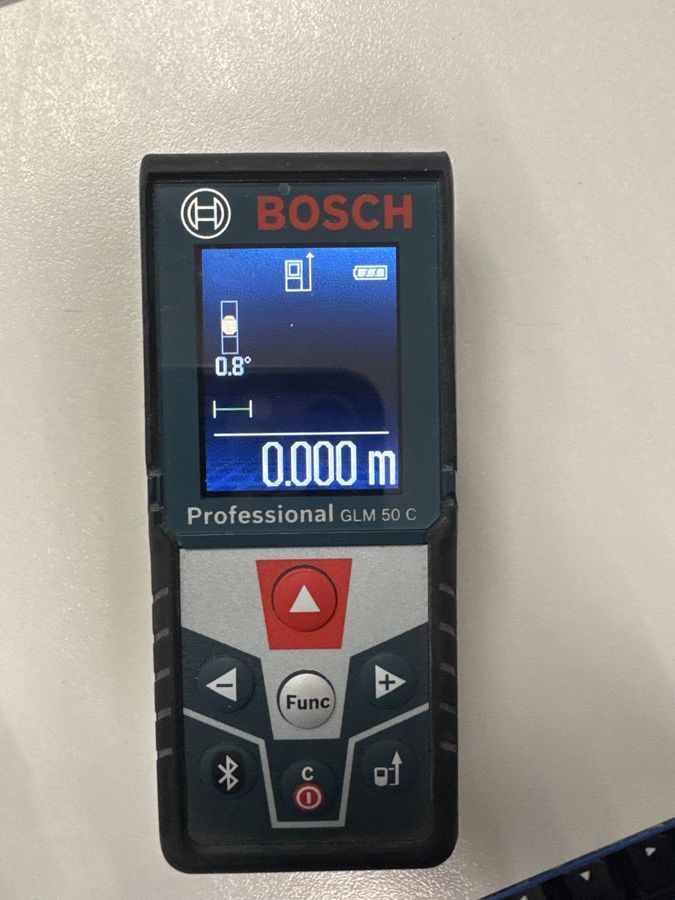 BOSCH
0.8°
0.000 m
Professional GLM 50 C
Func
C